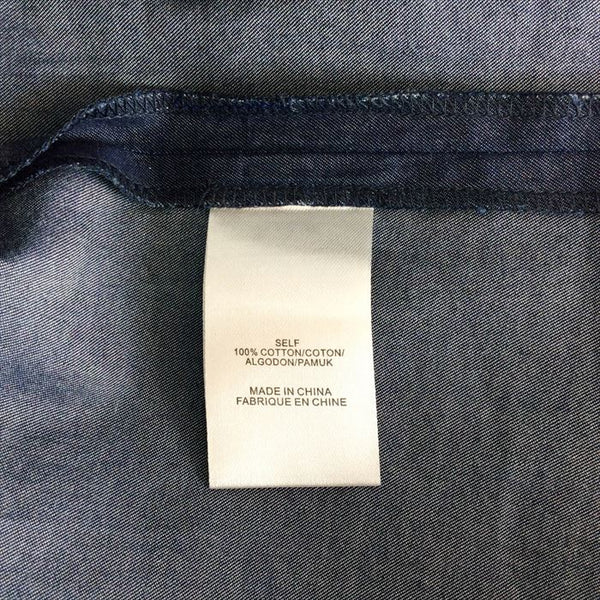 SELF
100% COTTON/COTON/
ALGODON/PAMUK
MADE IN CHINA
FABRIQUE EN CHINE